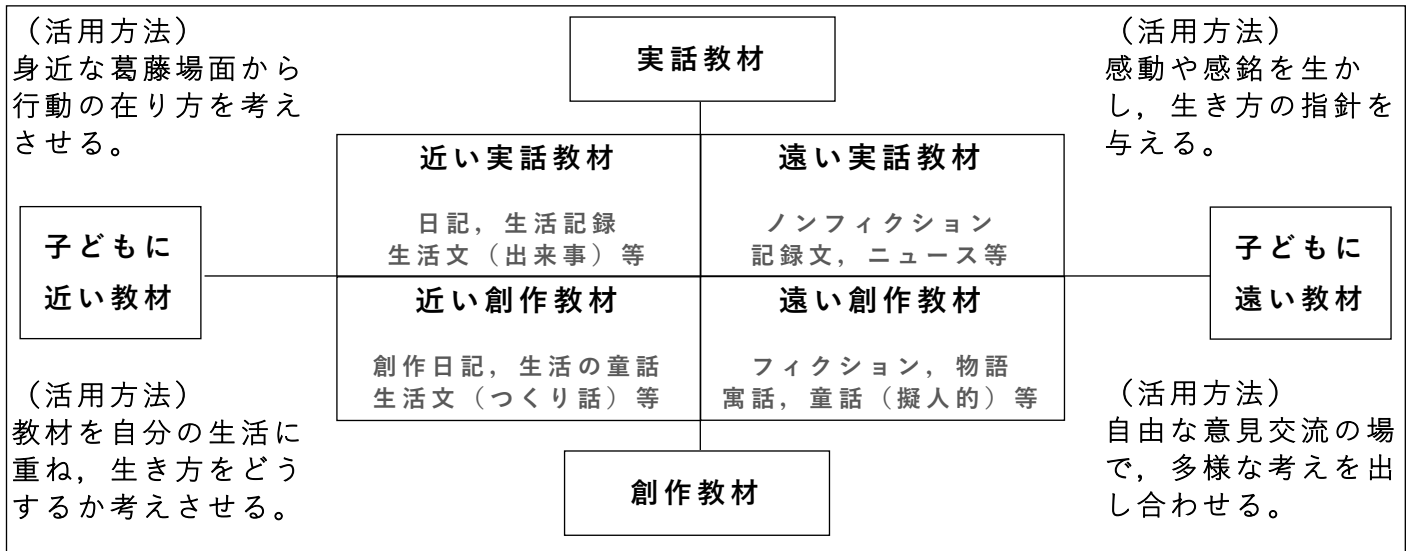 （活用方法）
身近な葛藤場面から
行動の在り方を考え
させる。
実話教材
（活用方法）
感動や感銘を生か
し，生き方の指針を
与える。
近い実話教材
日記，生活記録
生活文（出来事）等
遠い実話教材
ノンフィクション
記録文，ニュース等
子どもに
近い教材
子どもに
遠い教材
近い創作教材
創作日記，生活の童話
生活文（つくり話）等
遠い創作教材
フィクション，物語
寓話，童話（擬人的）等
（活用方法）
教材を自分の生活に
重ね，生き方をどう
するか考えさせる。
創作教材
（活用方法）
自由な意見交流の場
で，多様な考えを出
し合わせる。